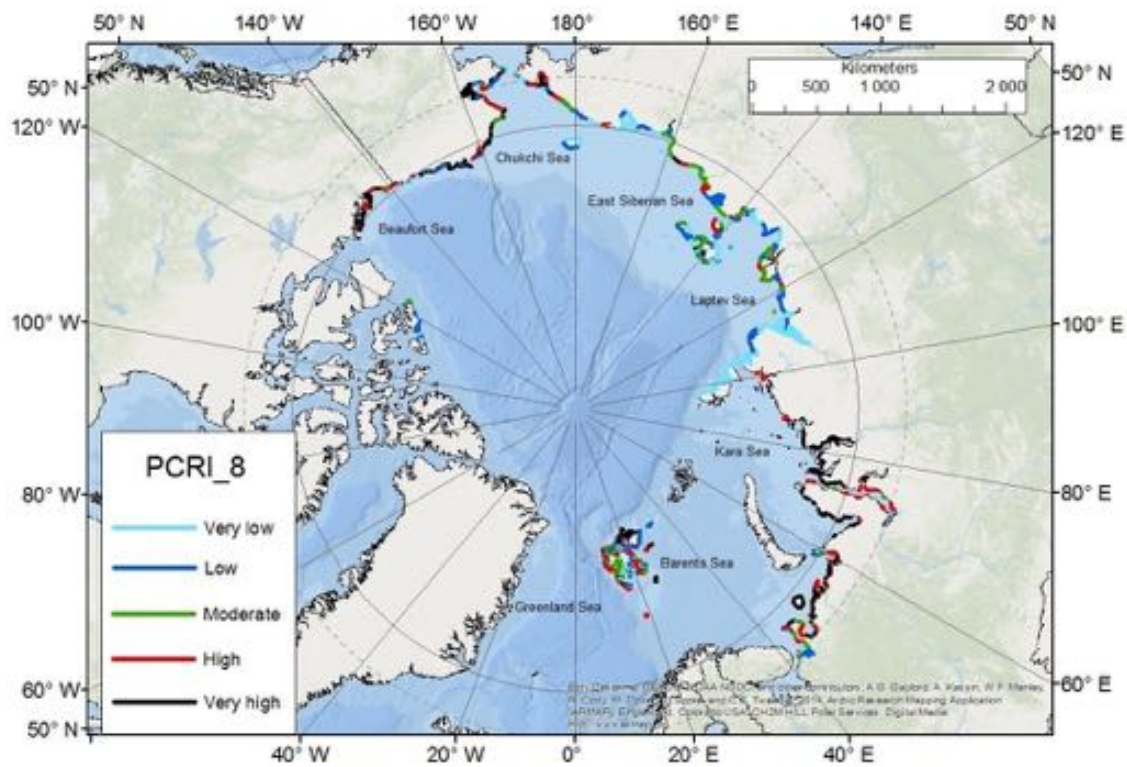 50° N 140° W 160° W 180° 160° E 140° E 50° N
Kilometers
0 500 1 000 2 000
50° N
120° W
50° N
120° E
Chukchi Sea
East Siberian Sea
Beaufort Sea
Laptev Sea
100° W
100° E
Kara Sea
PCRI_8
80° W
80° E
Very low
Low
Barents Sea
Moderate
Greenland Sea
High
Very high
60° W
60° E
50° N
40° W 20° W 0° 20° E 40° E